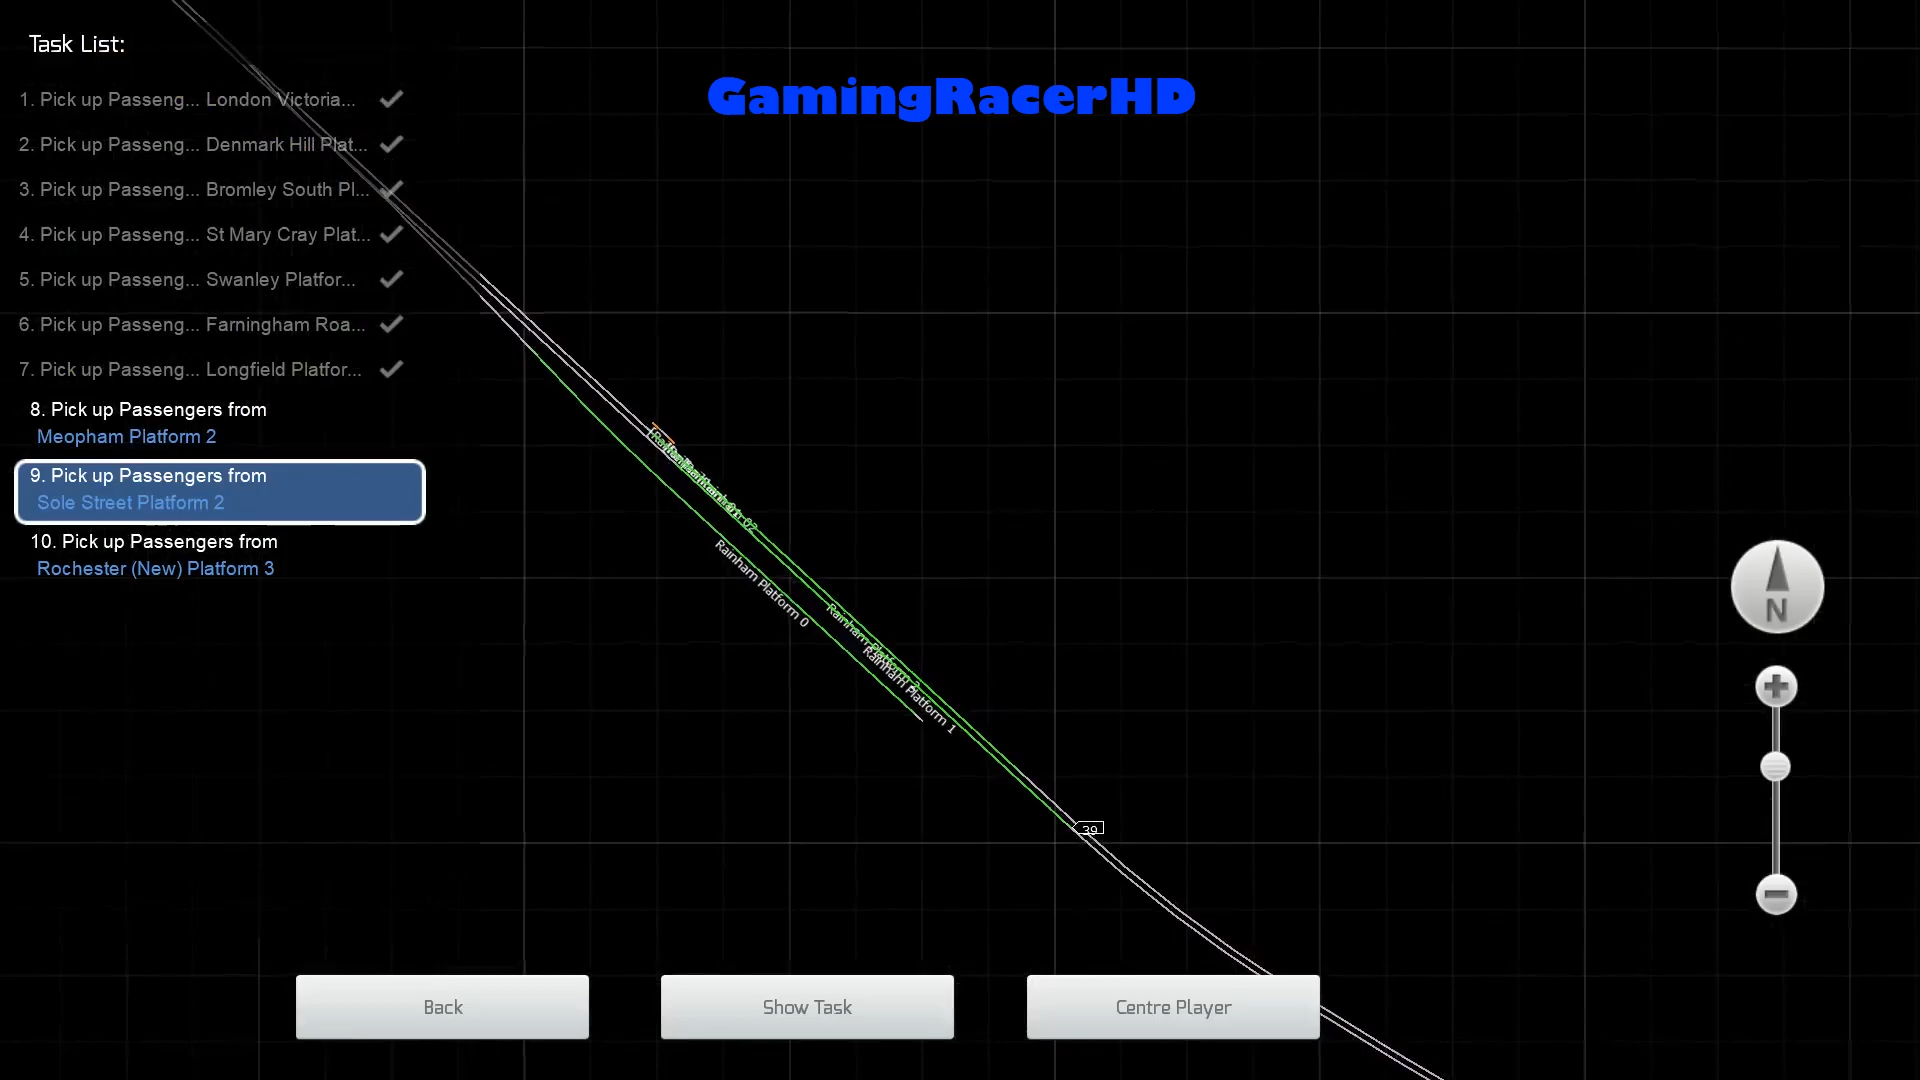 Task List:
GamingRacerHD
1. Pick up Passeng... London Victoria...
2. Pick up Passeng... Denmark Hill Plat...
3. Pick up Passeng... Bromley South Pl...
4. Pick up Passeng... St Mary Cray Plat...
5. Pick up Passeng... Swanley Platfor...
6. Pick up Passeng... Farningham Roa...
7. Pick up Passeng... Longfield Platfor...
8. Pick up Passengers from
Meopham Platform 2
9. Pick up Passengers from
Sole Street Platform 2
10. Pick up Passengers from
Rochester (New) Platform 3
Rainham Platform 0
Rainham Platform 2
Rainham Platform 1
39
N
Back
Show Task
Centre Player